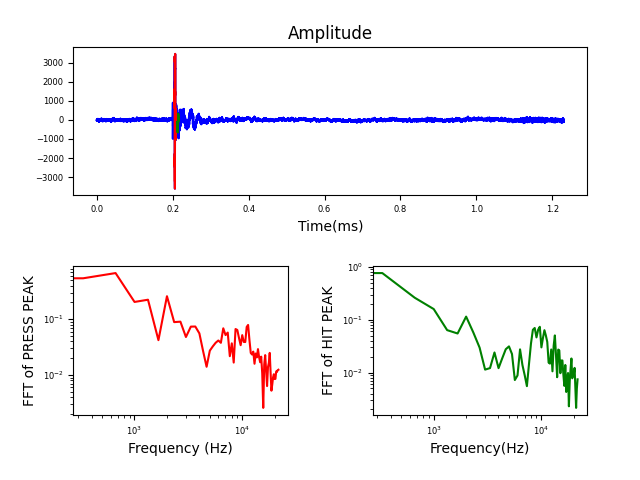 Amplitude
3000
2000
1000
0
−1000
−2000
−3000
0.0 0.2 0.4 0.6 0.8 1.0 1.2
Time(ms)
FFT of PRESS PEAK
10⁻¹
10⁻²
10³ 10⁴
Frequency (Hz)
FFT of HIT PEAK
10⁰
10⁻¹
10⁻²
10³ 10⁴
Frequency(Hz)